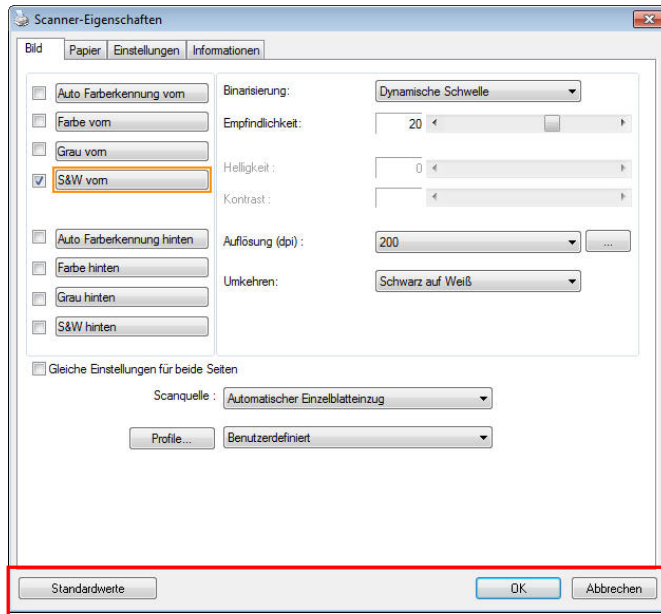 Scanner-Eigenschaften
Bild Papier Einstellungen Informationen
Auto Farberkennung vorn
Farbe vorn
Grau vorn
S&W vorn
Auto Farberkennung hinten
Farbe hinten
Grau hinten
S&W hinten
Binarisierung: Dynamische Schwelle
Empfindlichkeit: 20
Helligkeit : 0
Kontrast :
Auflösung (dpi) : 200 ...
Umkehren: Schwarz auf Weiß
Gleiche Einstellungen für beide Seiten
Scanquelle : Automatischer Einzelblatteinzug
Profile... Benutzerdefiniert
Standardwerte OK Abbrechen